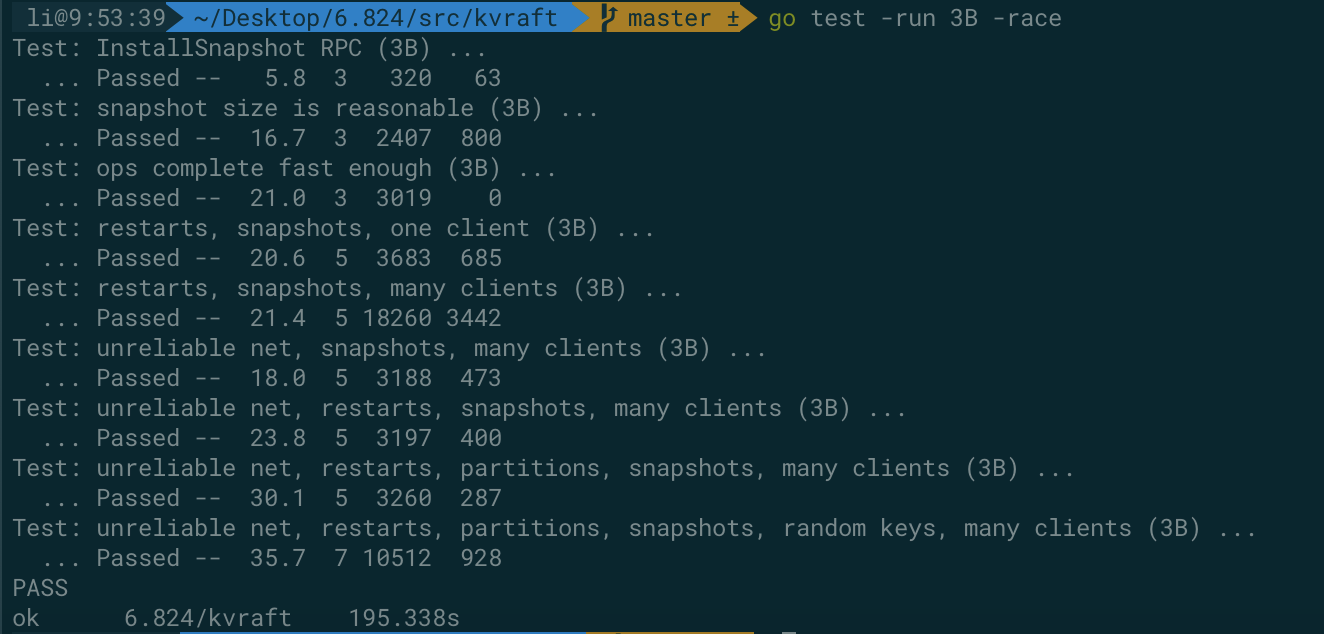 li@9:53:39 ~/Desktop/6.824/src/kvraft master ± go test -run 3B -race
Test: InstallSnapshot RPC (3B) ...
  ... Passed --   5.8  3   320   63
Test: snapshot size is reasonable (3B) ...
  ... Passed --  16.7  3  2407  800
Test: ops complete fast enough (3B) ...
  ... Passed --  21.0  3  3019    0
Test: restarts, snapshots, one client (3B) ...
  ... Passed --  20.6  5  3683  685
Test: restarts, snapshots, many clients (3B) ...
  ... Passed --  21.4  5 18260 3442
Test: unreliable net, snapshots, many clients (3B) ...
  ... Passed --  18.0  5  3188  473
Test: unreliable net, restarts, snapshots, many clients (3B) ...
  ... Passed --  23.8  5  3197  400
Test: unreliable net, restarts, partitions, snapshots, many clients (3B) ...
  ... Passed --  30.1  5  3260  287
Test: unreliable net, restarts, partitions, snapshots, random keys, many clients (3B) ...
  ... Passed --  35.7  7 10512  928
PASS
ok      6.824/kvraft    195.338s